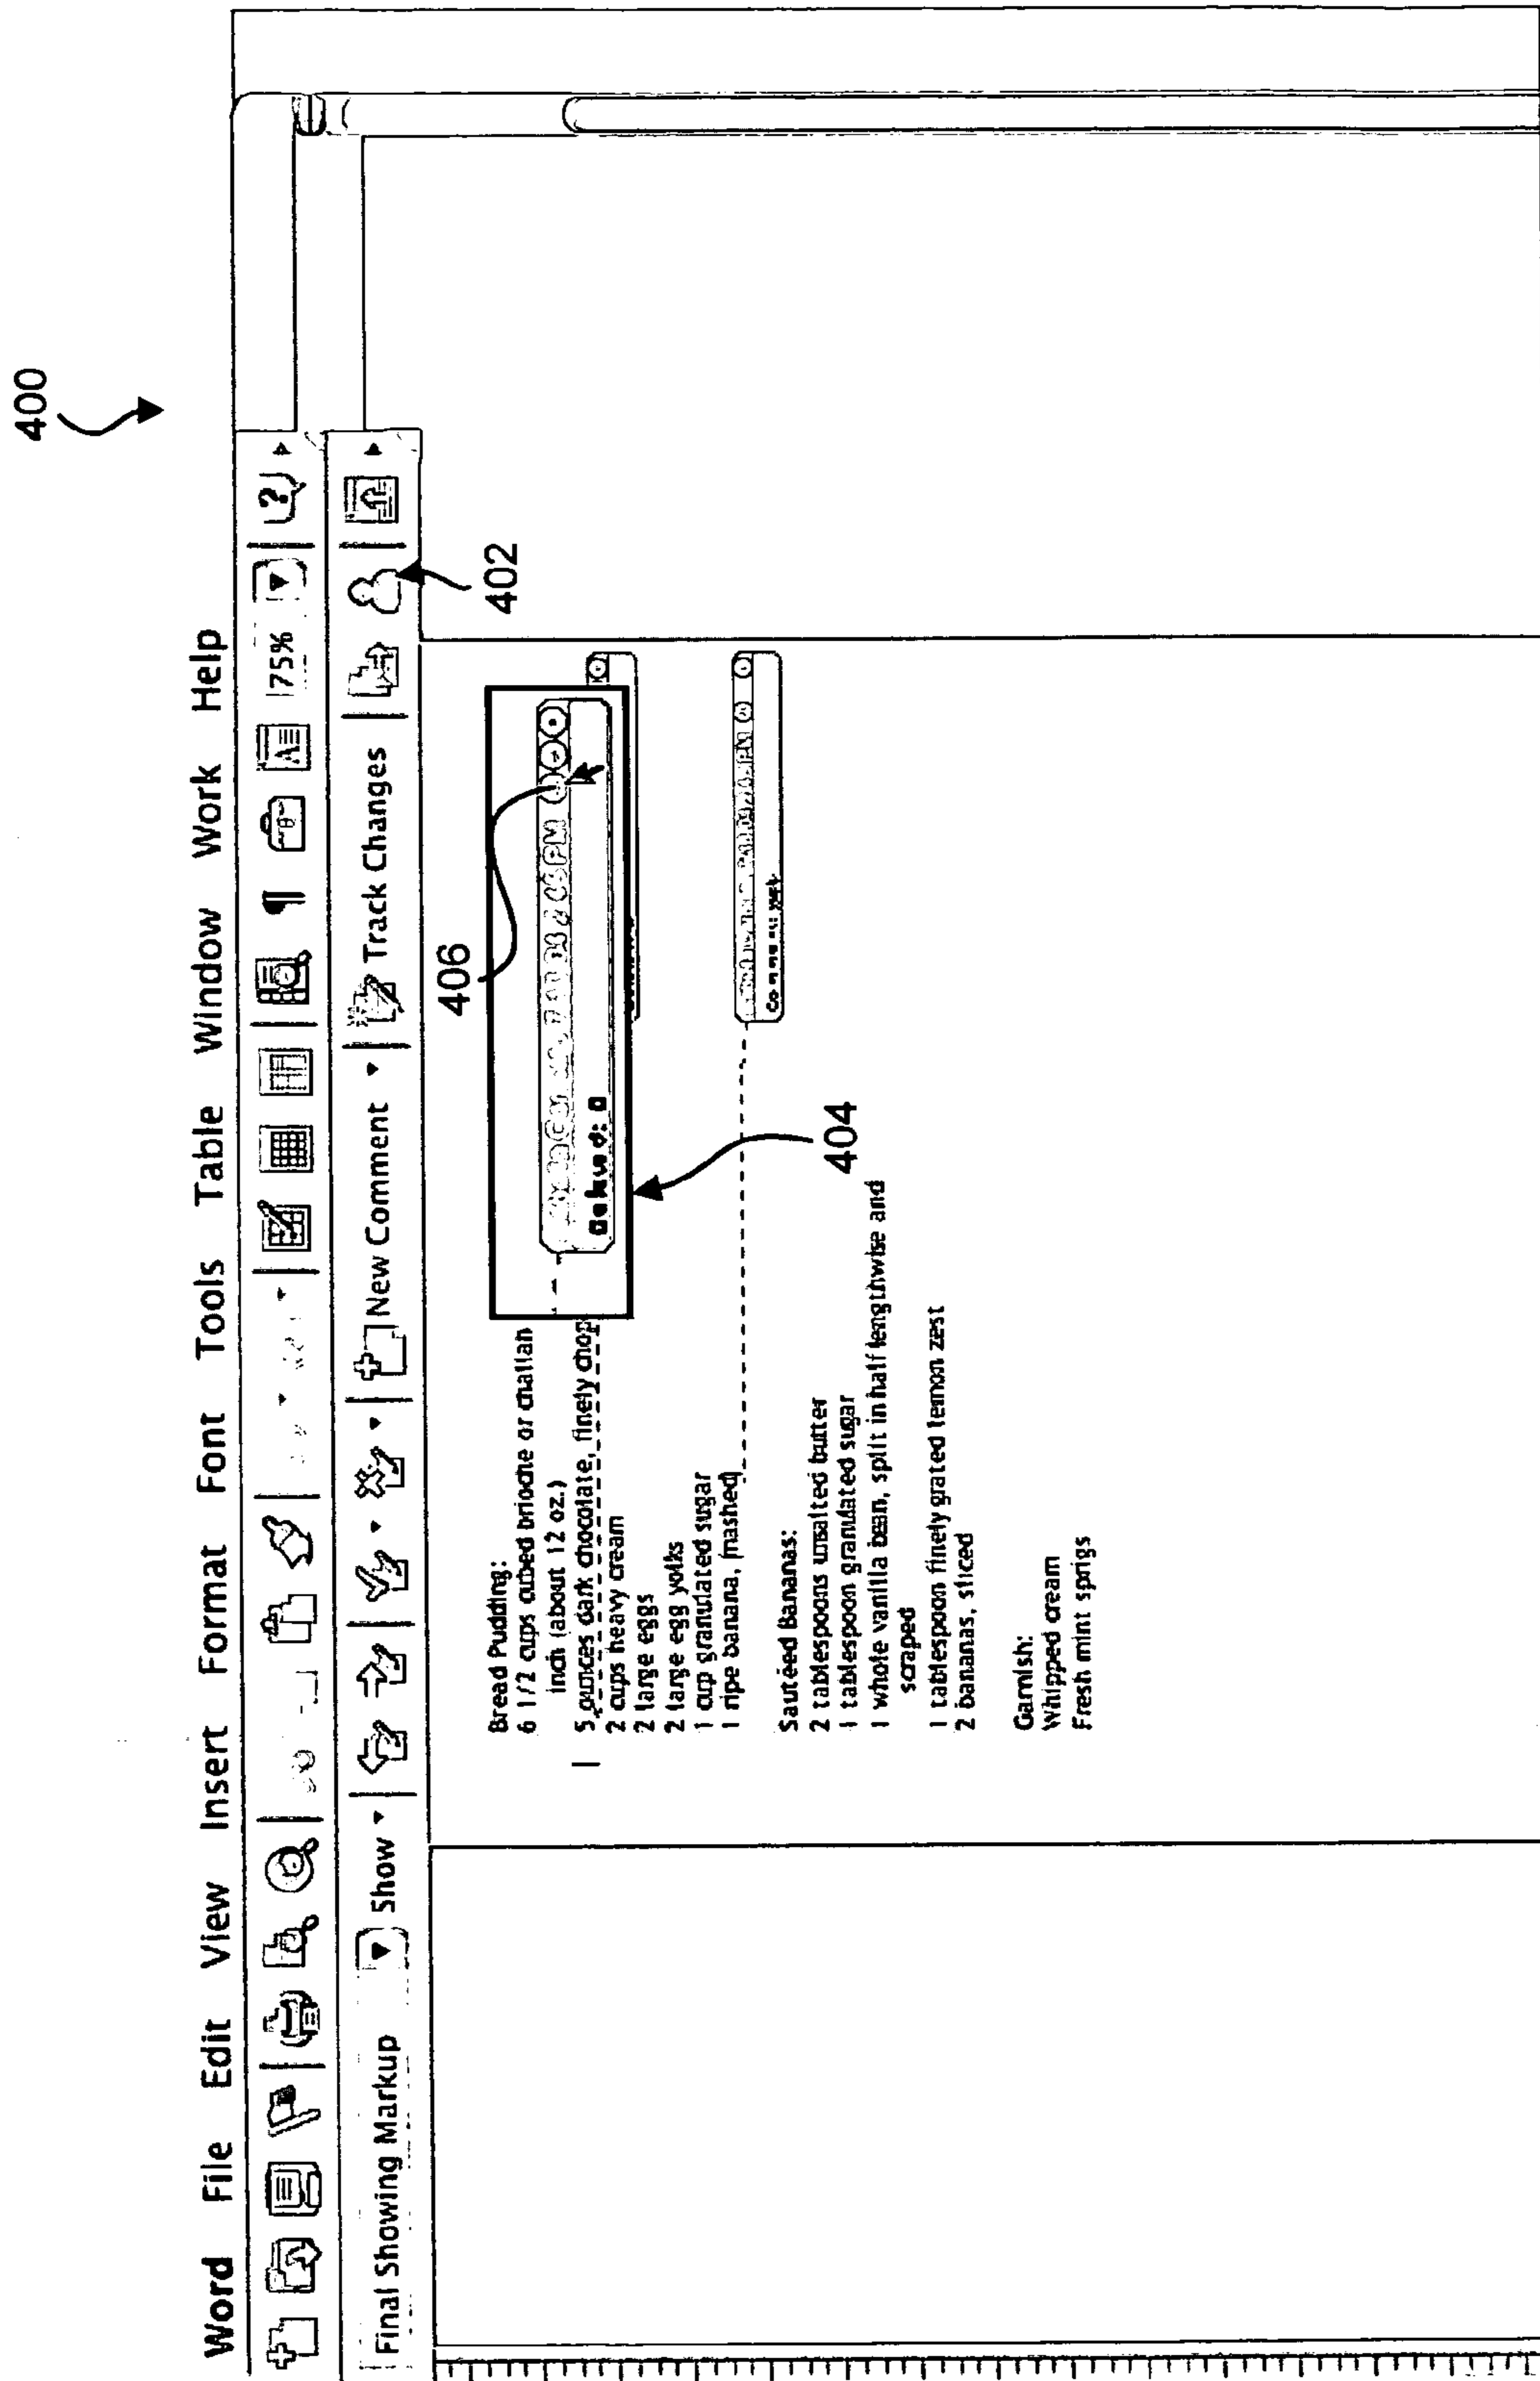 400
Word File Edit View Insert Format Font Tools Table Window Work Help
75%
Final Showing Markup Show New Comment Track Changes
402
406
404
Bread Pudding:
6 1/2 cups cubed brioche or challah
inch (about 12 oz.)
5 ounces dark chocolate, finely chop
2 cups heavy cream
2 large eggs
2 large egg yolks
1 cup granulated sugar
1 ripe banana, mashed
Sautéed Bananas:
2 tablespoons unsalted butter
1 tablespoon granulated sugar
1 whole vanilla bean, split in half lengthwise and
scraped
1 tablespoon finely grated lemon zest
2 bananas, sliced
Garnish:
Whipped cream
Fresh mint sprigs